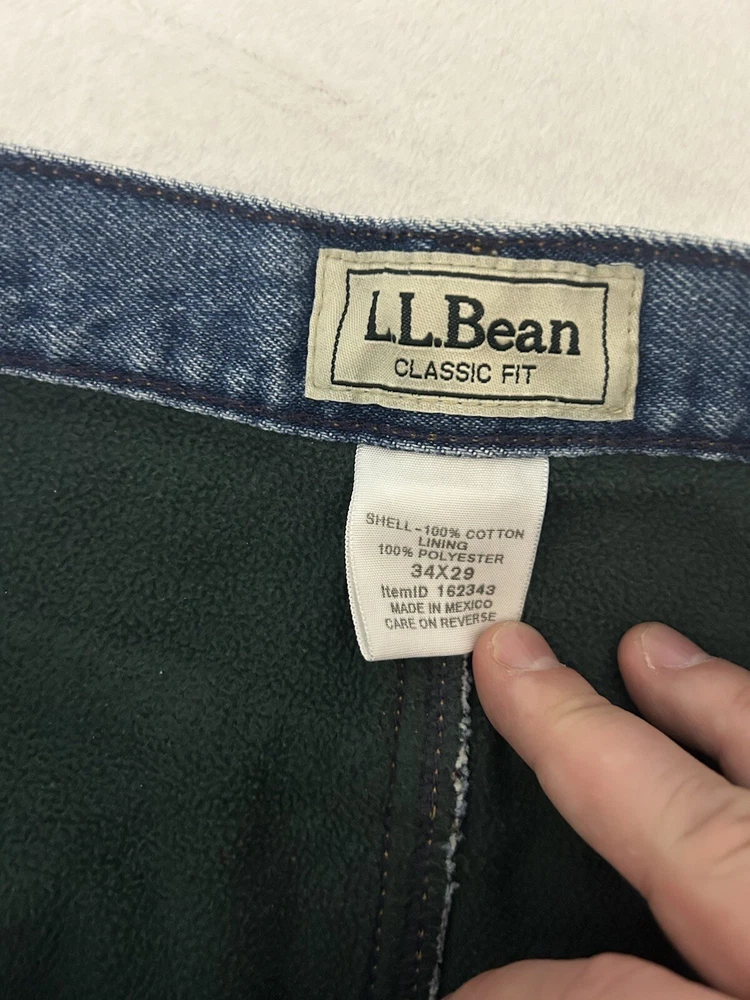 L.L.Bean
CLASSIC FIT
SHELL-100% COTTON
LINING
100% POLYESTER
34X29
ItemID 162343
MADE IN MEXICO
CARE ON REVERSE